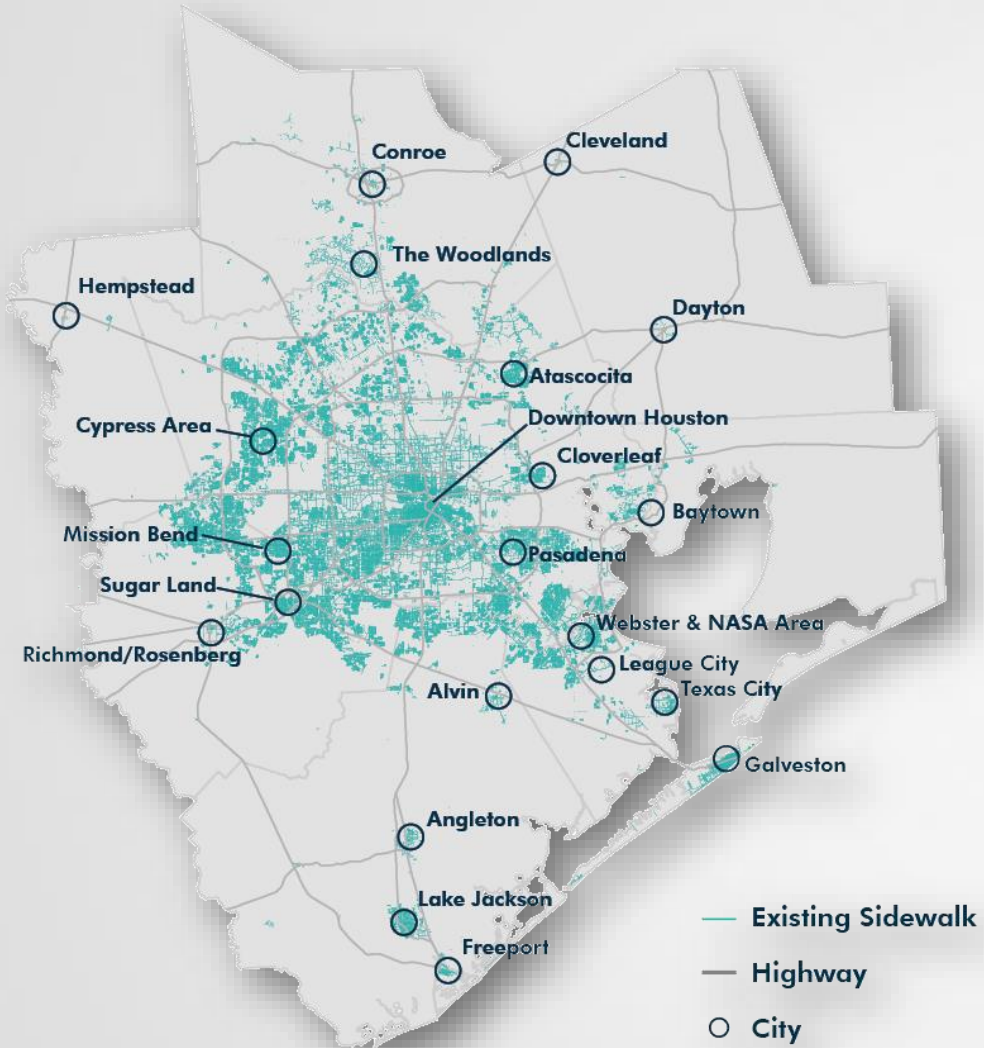 Cleveland
Conroe
The Woodlands
Hempstead
Dayton
Atascocita
Downtown Houston
Cypress Area
Cloverleaf
Baytown
Mission Bend
Pasadena
Sugar Land
Webster & NASA Area
Richmond/Rosenberg
League City
Texas City
Alvin
Galveston
Angleton
Lake Jackson
Freeport
Existing Sidewalk
Highway
City